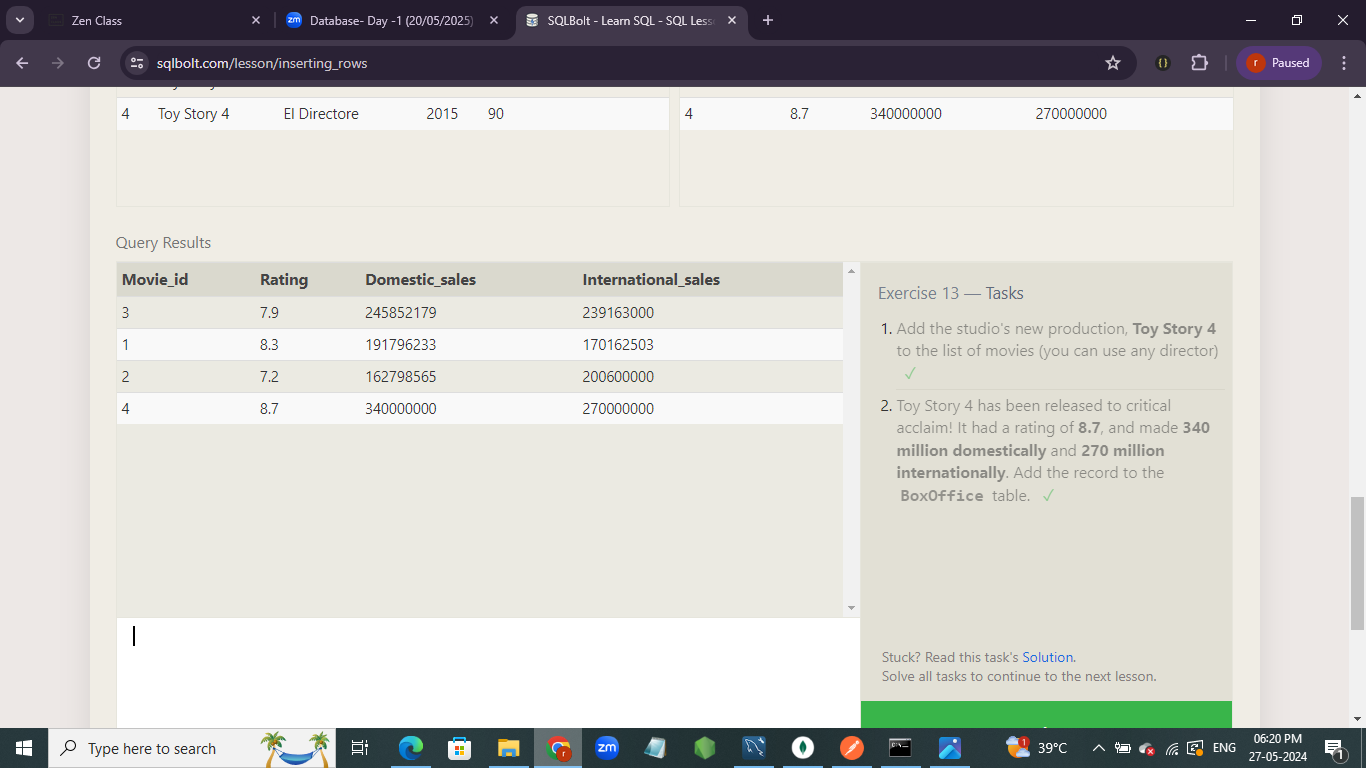 Zen Class
Database- Day -1 (20/05/2025)
SQLBolt - Learn SQL - SQL Less
sqlbolt.com/lesson/inserting_rows
Paused
4 Toy Story 4 El Directore 2015 90
4 8.7 340000000 270000000
Query Results
Movie_id Rating Domestic_sales International_sales
3 7.9 245852179 239163000
1 8.3 191796233 170162503
2 7.2 162798565 200600000
4 8.7 340000000 270000000
Exercise 13 — Tasks
1. Add the studio's new production, Toy Story 4
to the list of movies (you can use any director)
✓
2. Toy Story 4 has been released to critical
acclaim! It had a rating of 8.7, and made 340
million domestically and 270 million
internationally. Add the record to the
BoxOffice table. ✓
Stuck? Read this task's Solution.
Solve all tasks to continue to the next lesson.
Type here to search
39°C
ENG
06:20 PM
27-05-2024